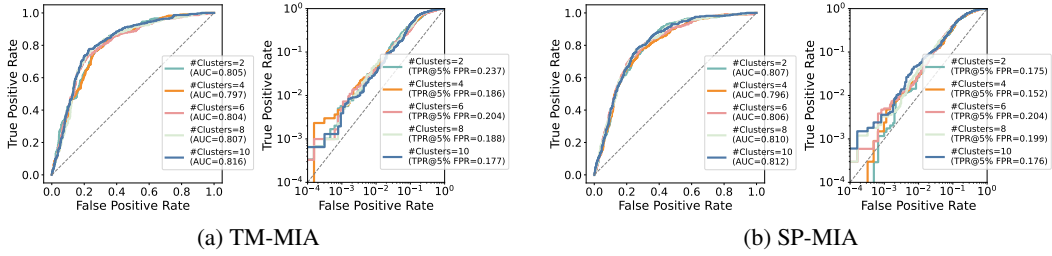 True Positive Rate
1.0
0.8
0.6
0.4
0.2
0.0
#Clusters=2
(AUC=0.805)
#Clusters=4
(AUC=0.797)
#Clusters=6
(AUC=0.804)
#Clusters=8
(AUC=0.807)
#Clusters=10
(AUC=0.816)
0.0 0.2 0.4 0.6 0.8 1.0
False Positive Rate
True Positive Rate
10⁰
10⁻¹
10⁻²
10⁻³
10⁻⁴
#Clusters=2
(TPR@5% FPR=0.237)
#Clusters=4
(TPR@5% FPR=0.186)
#Clusters=6
(TPR@5% FPR=0.204)
#Clusters=8
(TPR@5% FPR=0.188)
#Clusters=10
(TPR@5% FPR=0.177)
10⁻⁴ 10⁻³ 10⁻² 10⁻¹ 10⁰
False Positive Rate
(a) TM-MIA
True Positive Rate
1.0
0.8
0.6
0.4
0.2
0.0
#Clusters=2
(AUC=0.807)
#Clusters=4
(AUC=0.796)
#Clusters=6
(AUC=0.806)
#Clusters=8
(AUC=0.810)
#Clusters=10
(AUC=0.812)
0.0 0.2 0.4 0.6 0.8 1.0
False Positive Rate
True Positive Rate
10⁰
10⁻¹
10⁻²
10⁻³
10⁻⁴
#Clusters=2
(TPR@5% FPR=0.175)
#Clusters=4
(TPR@5% FPR=0.152)
#Clusters=6
(TPR@5% FPR=0.204)
#Clusters=8
(TPR@5% FPR=0.199)
#Clusters=10
(TPR@5% FPR=0.176)
10⁻⁴ 10⁻³ 10⁻² 10⁻¹ 10⁰
False Positive Rate
(b) SP-MIA